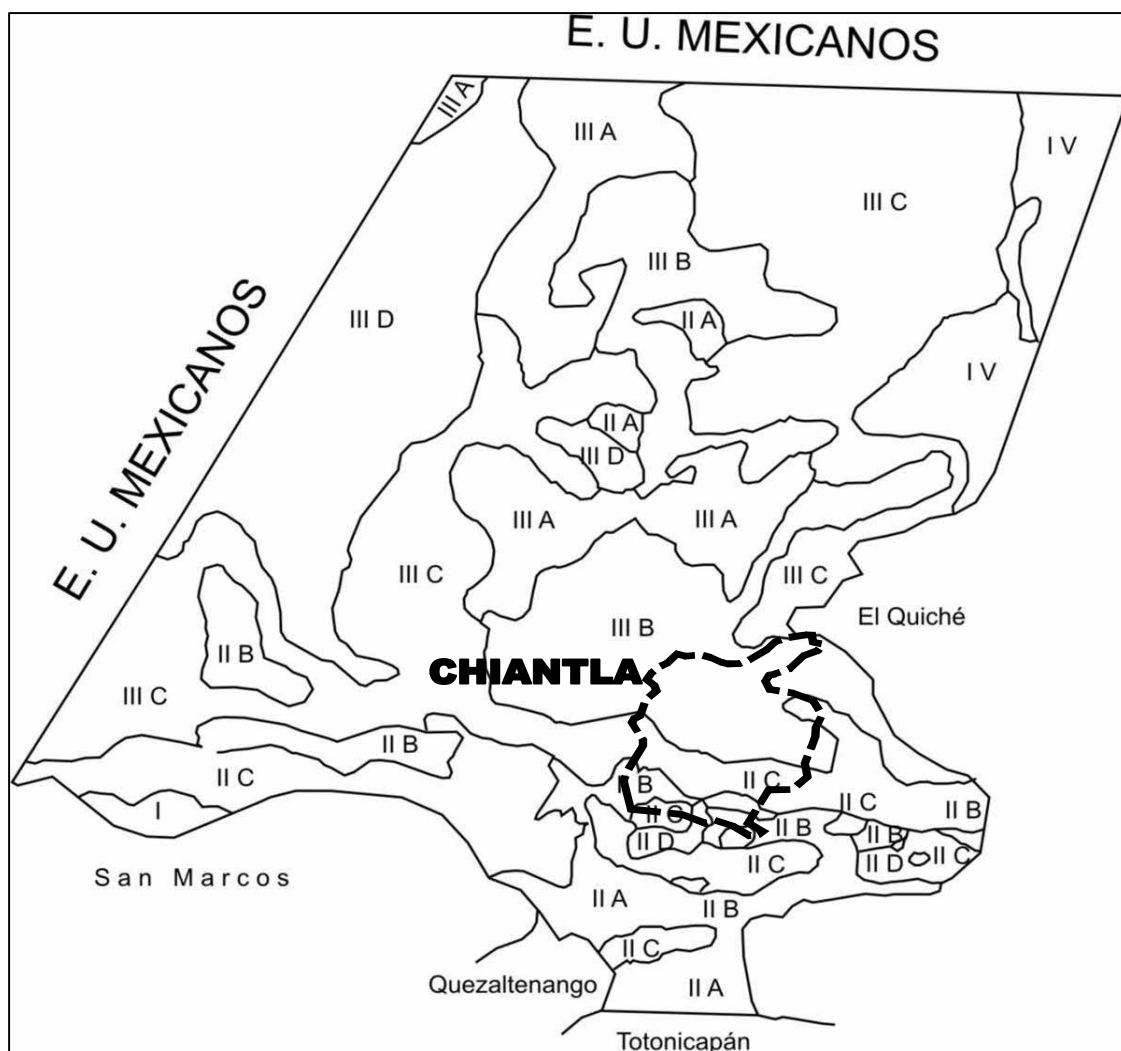 E. U. MEXICANOS
III A
III A
I V
III C
III B
E. U. MEXICANOS
III D
II A
I V
II A
III D
III A
III A
III C
III C
El Quiché
III B
II B
CHIANTLA
III C
II B
II C
II C
II C
I
II B
II B
II B
II D
II C
II D
II C
San Marcos
II A
II B
II C
Quezaltenango
II A
Totonicapán